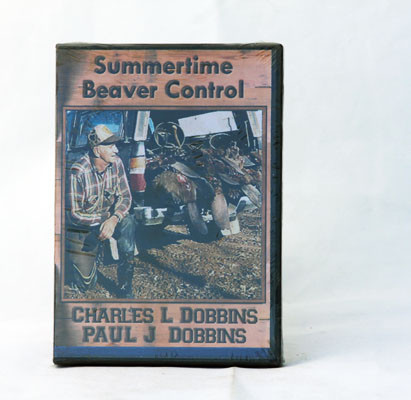 Summertime
Beaver Control
CHARLES L DOBBINS
PAUL J DOBBINS